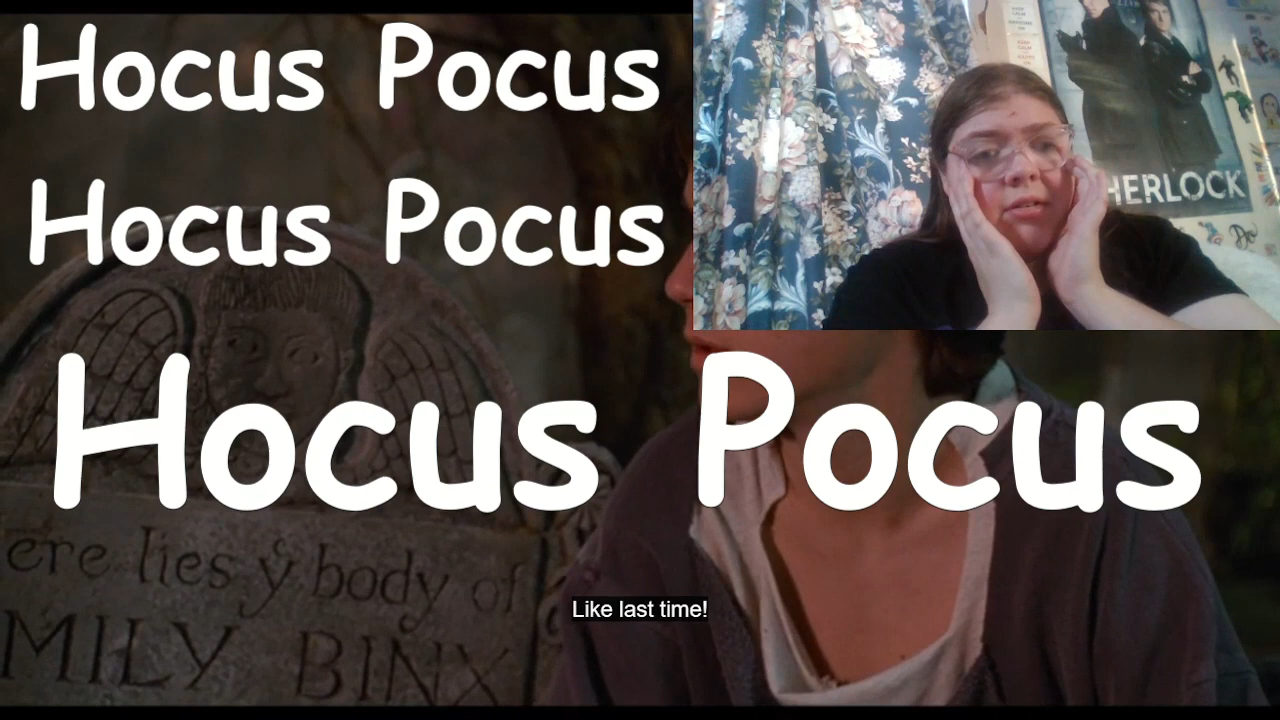 Hocus Pocus
Hocus Pocus
Hocus Pocus
HERLOCK
ere lies ẏ body of
MILY BINX
Like last time!